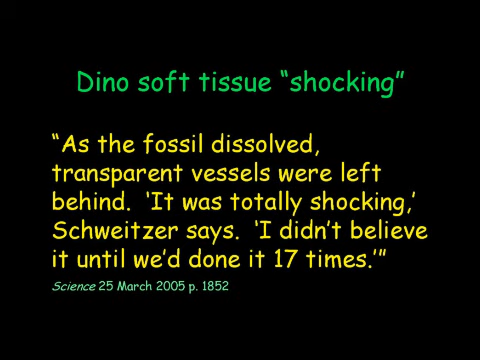 Dino soft tissue “shocking”
“As the fossil dissolved,
transparent vessels were left
behind.  ‘It was totally shocking,’
Schweitzer says.  ‘I didn’t believe
it until we’d done it 17 times.’”
Science 25 March 2005 p. 1852